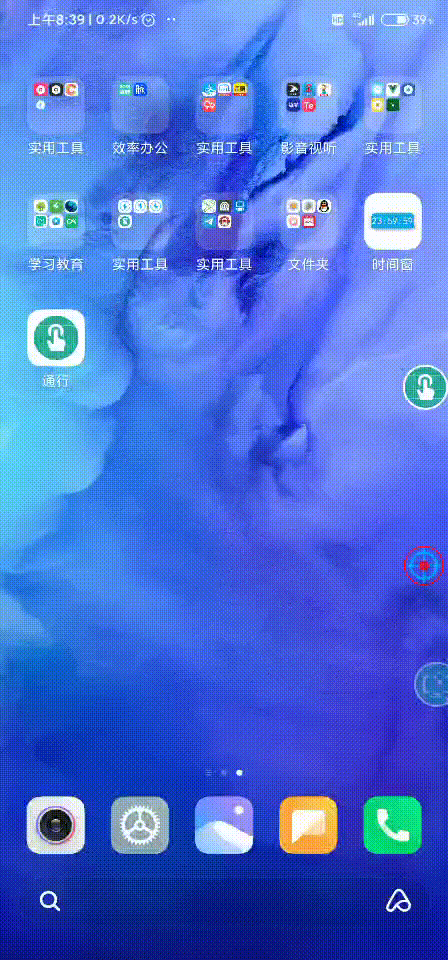 上午8:39 | 0.2K/s
HD 4G 39%
实用工具 效率办公 实用工具 影音视听 实用工具
学习教育 实用工具 实用工具 文件夹 时间窗
23:59:59
通行